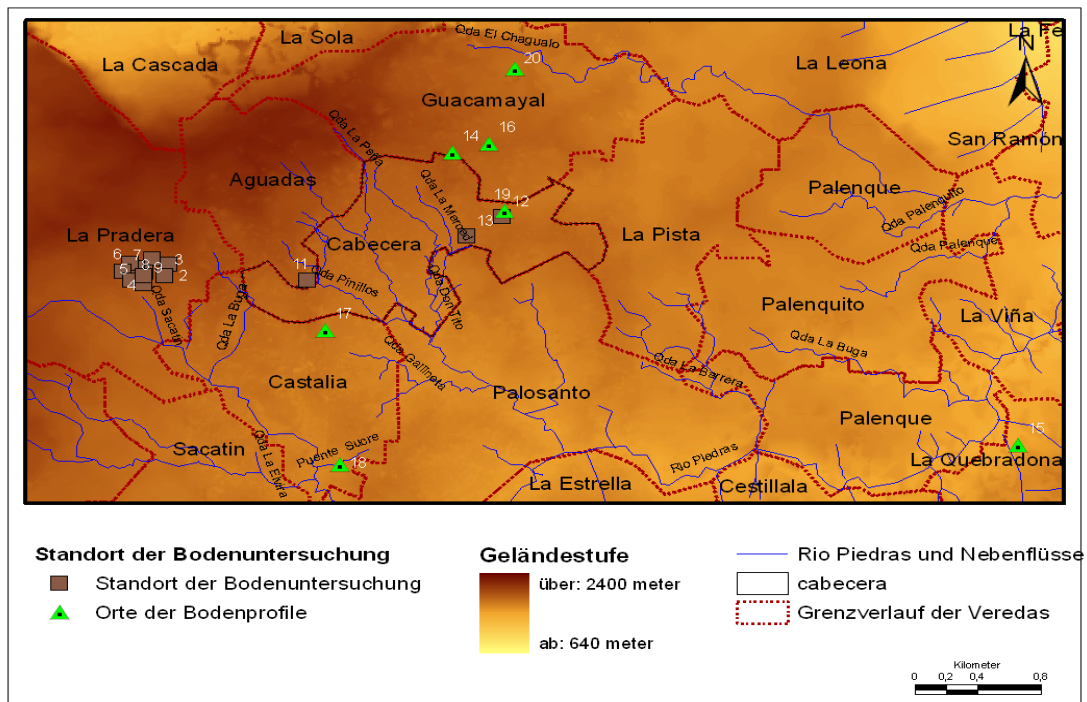 La Fe
La Sola
Qda El Chagualo
La Cascada
La Leona
N
20
Guacamayal
Qda La Peña
14
16
San Ramon
Aguadas
Palenque
Qda La Merced
19
12
13
Qda Palenquito
La Pradera
Cabecera
La Pista
Qda Palenque
6
7
3
5
8
9
2
4
11
Qda Pinillos
Qda Don Tito
Qda Sacatin
Qda La Buga
Palenquito
La Viña
17
Qda La Buga
Qda Gallineta
Qda La Barrera
Castalia
Palosanto
Palenque
15
Sacatin
Puente Sucre
18
Rio Piedras
La Quebradona
La Estrella
Cestillala
Standort der Bodenuntersuchung
Standort der Bodenuntersuchung
Orte der Bodenprofile
Geländestufe
über: 2400 meter
ab: 640 meter
Rio Piedras und Nebenflüsse
cabecera
Grenzverlauf der Veredas
Kilometer
0 0,2 0,4 0,8